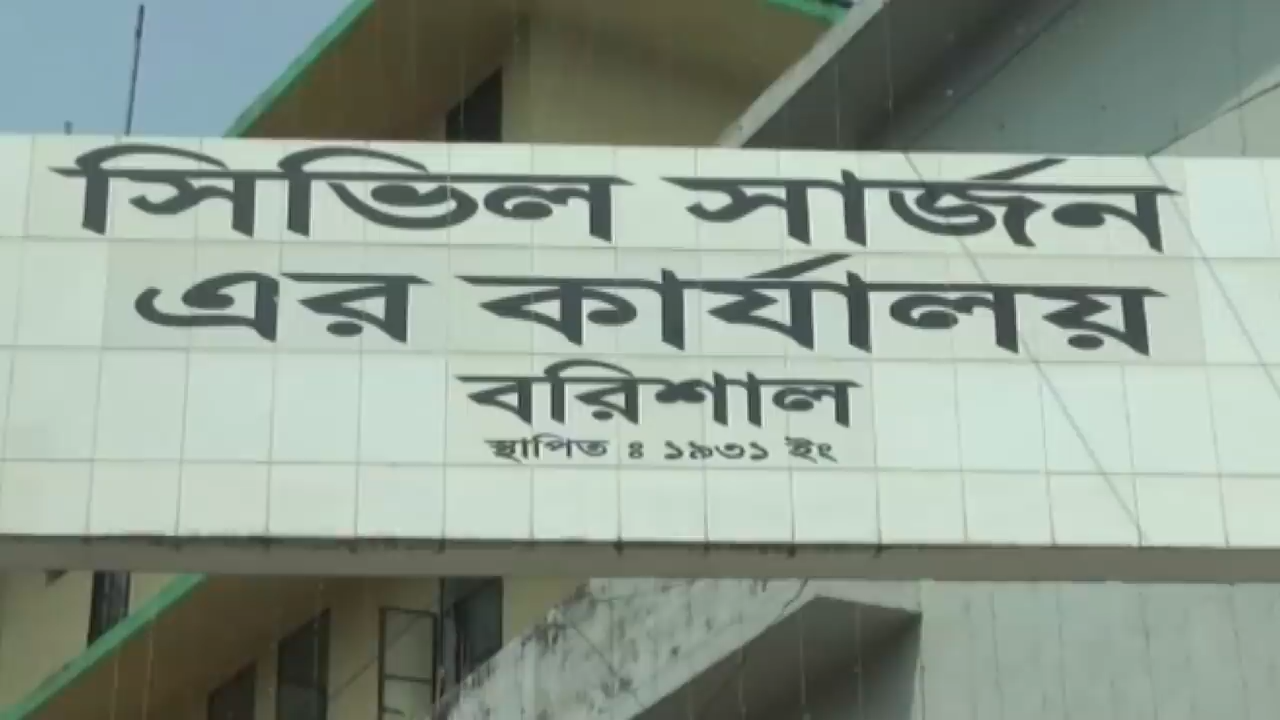 সিভিল সার্জন
এর কার্যালয়
বরিশাল
স্থাপিত ঃ ১৯৩১ ইং